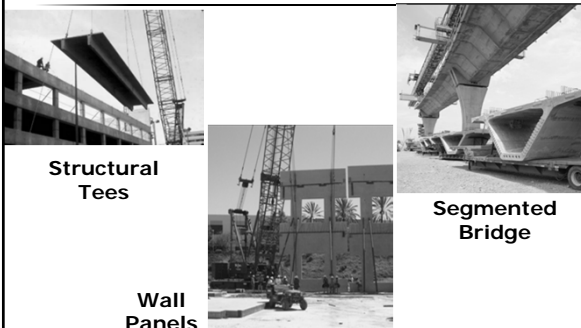 Structural
Tees
Segmented
Bridge
Wall
Panels